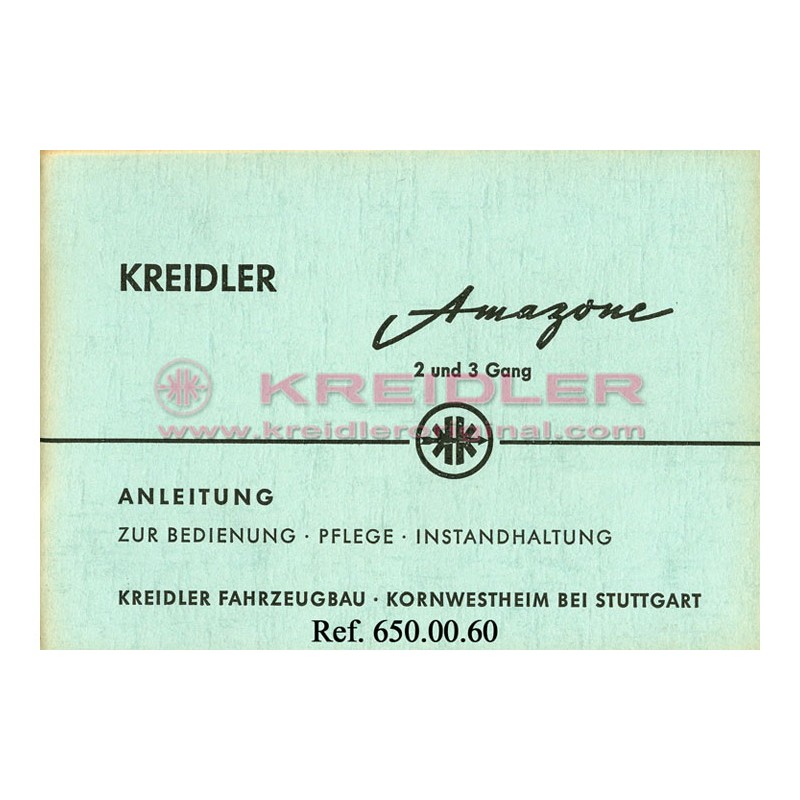 KREIDLER
Amazone
2 und 3 Gang
KREIDLER
www.kreidleroriginal.com
ANLEITUNG
ZUR BEDIENUNG · PFLEGE · INSTANDHALTUNG
KREIDLER FAHRZEUGBAU · KORNWESTHEIM BEI STUTTGART
Ref. 650.00.60